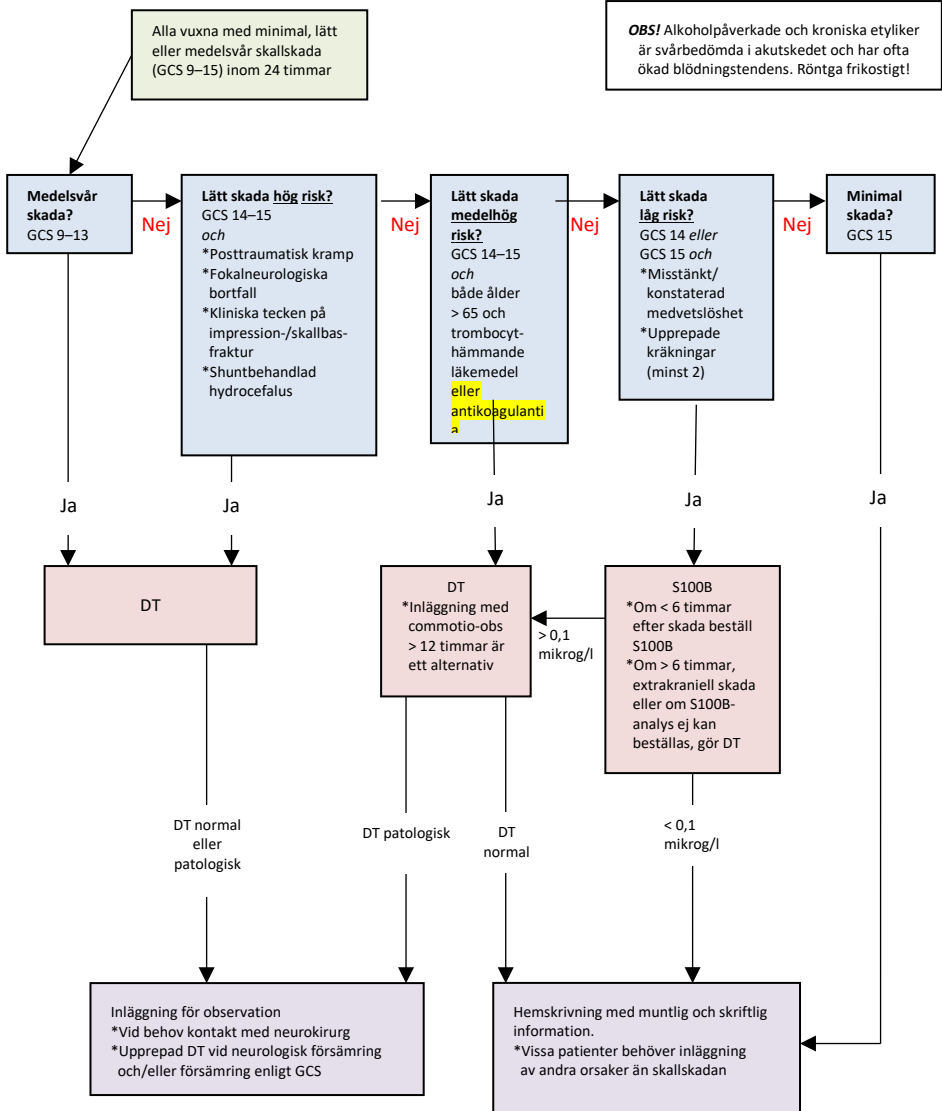 Alla vuxna med minimal, lätt
eller medelsvår skallskada
(GCS 9–15) inom 24 timmar
OBS! Alkoholpåverkade och kroniska etyliker
är svårbedömda i akutskedet och har ofta
ökad blödningstendens. Röntga frikostigt!
Medelsvår
skada?
GCS 9–13
Nej
Lätt skada hög risk?
GCS 14–15
och
*Posttraumatisk kramp
*Fokalneurologiska
bortfall
*Kliniska tecken på
impression-/skallbas-
fraktur
*Shuntbehandlad
hydrocefalus
Nej
Lätt skada
medelhög
risk?
GCS 14–15
och
både ålder
> 65 och
trombocyt-
hämmande
läkemedel
eller
antikoagulanti
a
Nej
Lätt skada
låg risk?
GCS 14 eller
GCS 15 och
*Misstänkt/
konstaterad
medvetslöshet
*Upprepade
kräkningar
(minst 2)
Nej
Minimal
skada?
GCS 15
Ja
Ja
Ja
Ja
Ja
DT
DT
*Inläggning med
commotio-obs
> 12 timmar är
ett alternativ
> 0,1
mikrog/l
S100B
*Om < 6 timmar
efter skada beställ
S100B
*Om > 6 timmar,
extrakraniell skada
eller om S100B-
analys ej kan
beställas, gör DT
DT normal
eller
patologisk
DT patologisk
DT
normal
< 0,1
mikrog/l
Inläggning för observation
*Vid behov kontakt med neurokirurg
*Upprepad DT vid neurologisk försämring
och/eller försämring enligt GCS
Hemskrivning med muntlig och skriftlig
information.
*Vissa patienter behöver inläggning
av andra orsaker än skallskadan